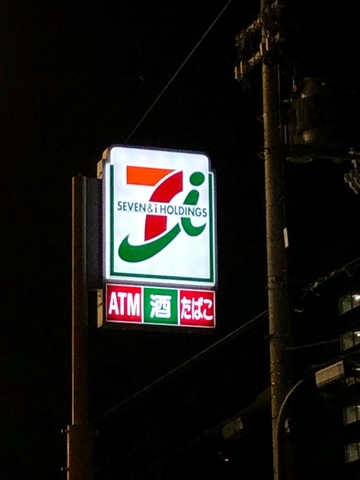 7i
SEVEN & i HOLDINGS
ATM 酒 たばこ